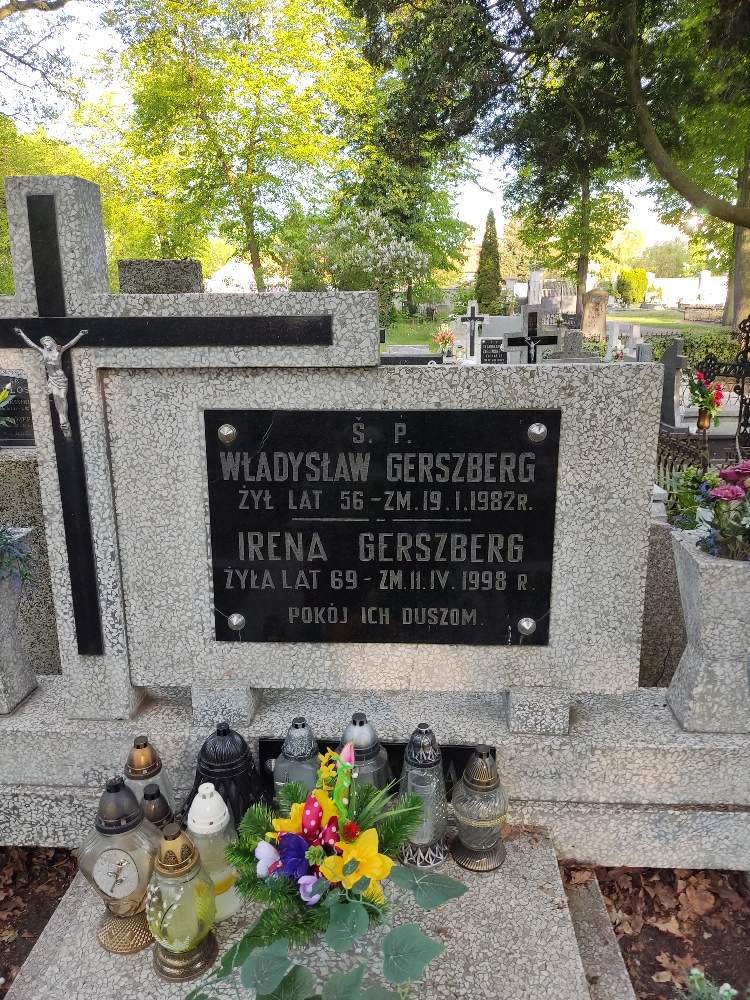 Ś. P.
WŁADYSŁAW GERSZBERG
ŻYŁ LAT 56 - ZM. 19. I. 1982 R.
IRENA GERSZBERG
ŻYŁA LAT 69 - ZM. 11. IV. 1998 R
POKÓJ ICH DUSZOM.